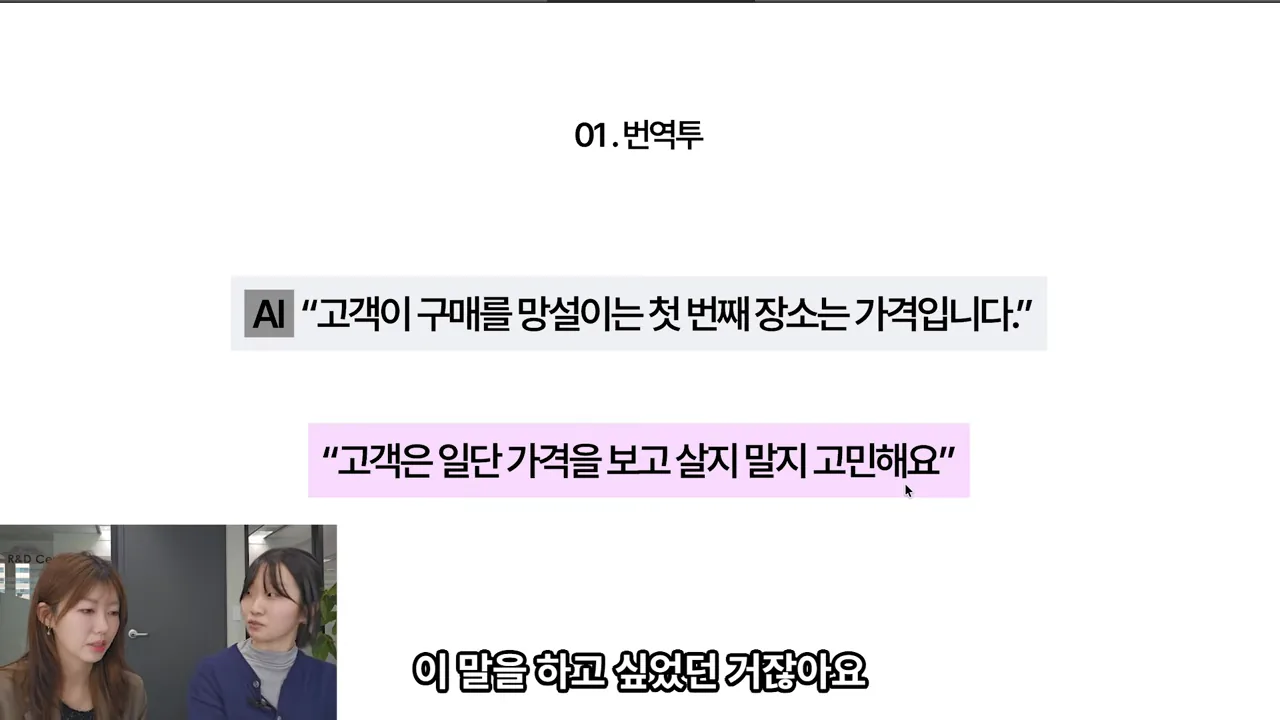 01. 번역투
AI “고객이 구매를 망설이는 첫 번째 장소는 가격입니다.”
“고객은 일단 가격을 보고 살지 말지 고민해요”
R&D Ce
이 말을 하고 싶었던 거잖아요